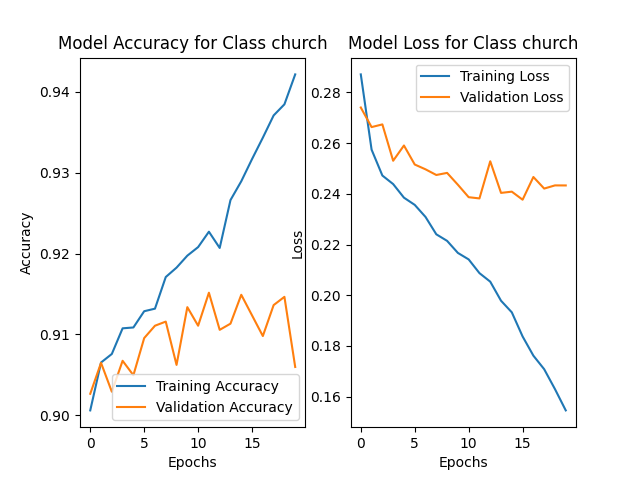 Model Accuracy for Class church
0.94
0.93
0.92
0.91
0.90
Accuracy
0
5
10
15
Epochs
Training Accuracy
Validation Accuracy
Model Loss for Class church
0.28
0.26
0.24
0.22
0.20
0.18
0.16
Loss
0
5
10
15
Epochs
Training Loss
Validation Loss